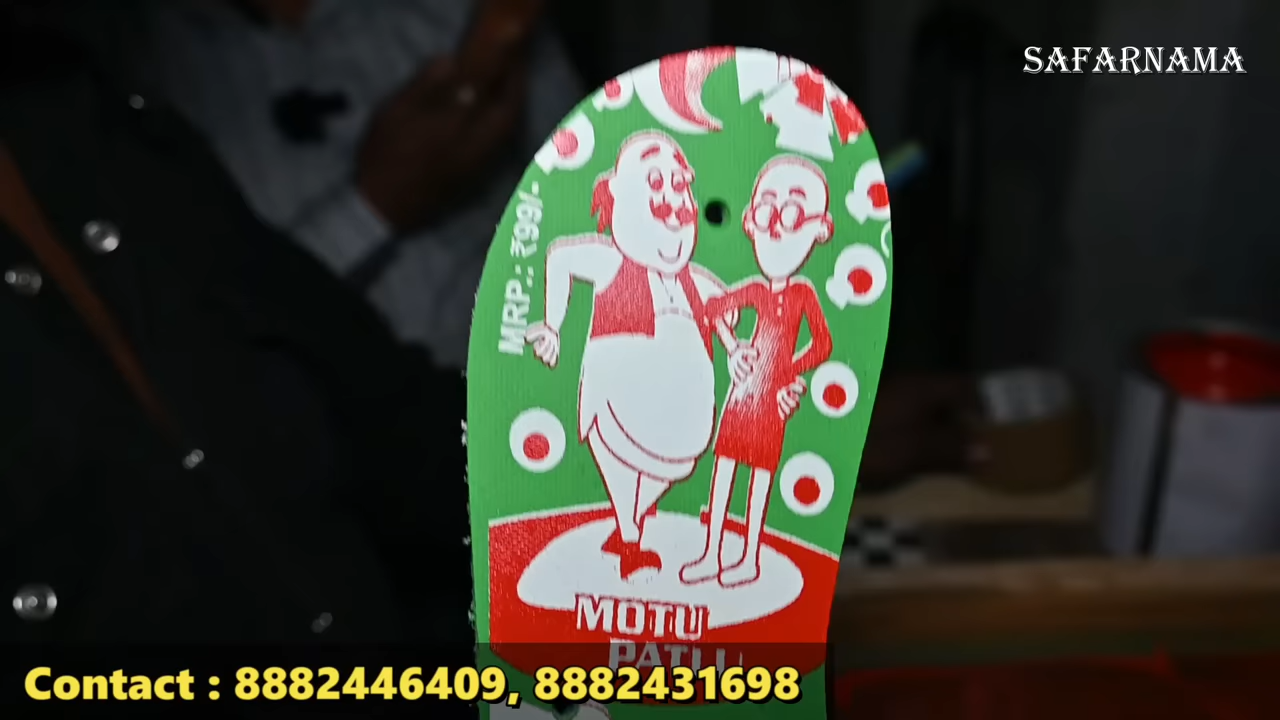 SAFARNAMA
MRP.: ₹99/-
MOTU
PATLU
Contact : 8882446409, 8882431698